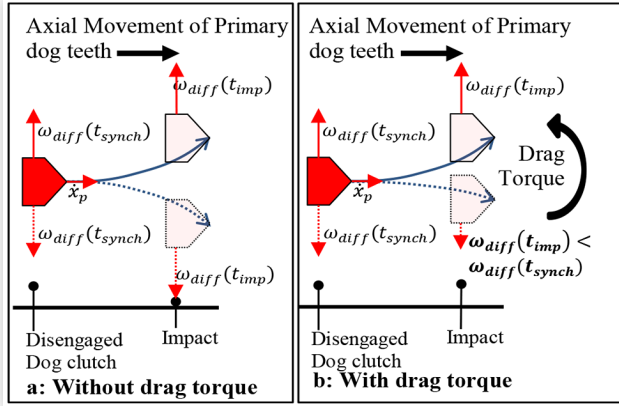 Axial Movement of Primary
dog teeth
ω_diff(t_imp)
ω_diff(t_synch)
ẋ_p
ω_diff(t_synch)
ω_diff(t_imp)
Disengaged
Dog clutch
Impact
a: Without drag torque
Axial Movement of Primary
dog teeth
ω_diff(t_imp)
ω_diff(t_synch)
Drag
Torque
ẋ_p
ω_diff(t_synch)
ω_diff(t_imp) <
ω_diff(t_synch)
Disengaged
Dog clutch
Impact
b: With drag torque